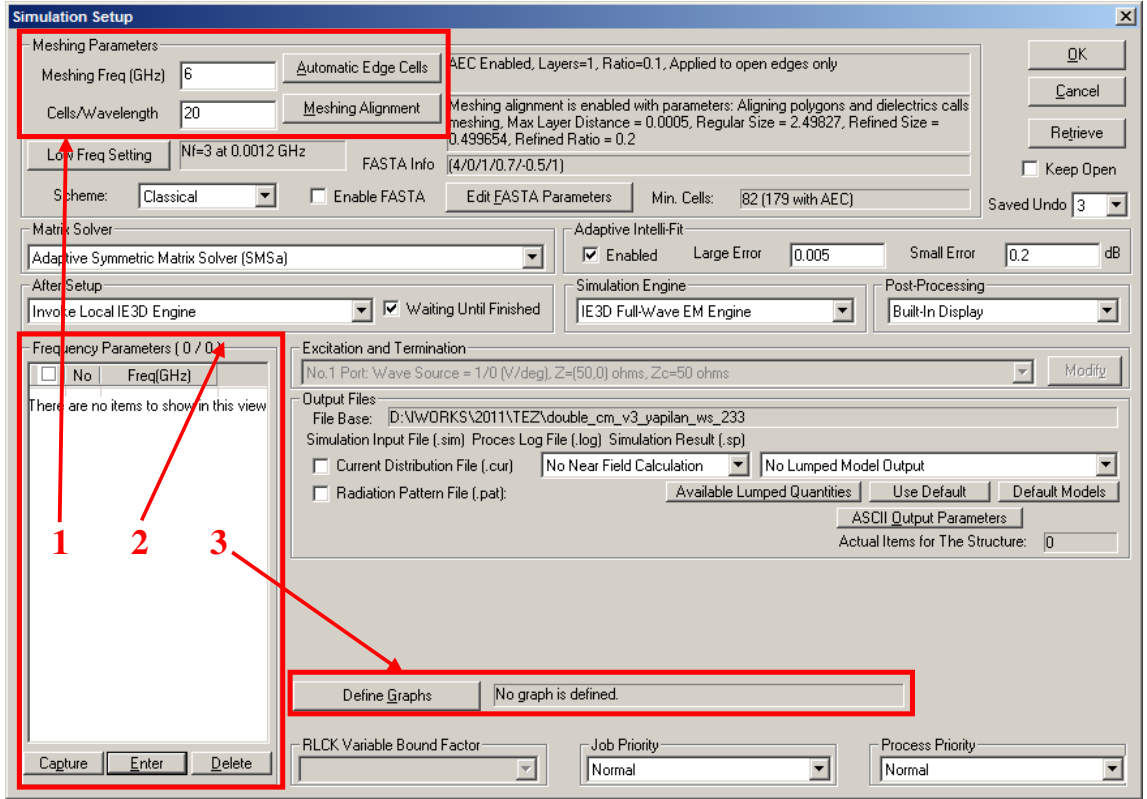 Simulation Setup
Meshing Parameters
Meshing Freq (GHz) 6 Automatic Edge Cells AEC Enabled, Layers=1, Ratio=0.1, Applied to open edges only
Cells/Wavelength 20 Meshing Alignment
Meshing alignment is enabled with parameters: Aligning polygons and dielectrics calls
meshing, Max Layer Distance = 0.0005, Regular Size = 2.49827, Refined Size =
0.499654, Refined Ratio = 0.2
Low Freq Setting Nf=3 at 0.0012 GHz FASTA Info (4/0/1/0.7/-0.5/1)
Scheme: Classical Enable FASTA Edit FASTA Parameters Min. Cells: 82 (179 with AEC)
OK
Cancel
Retrieve
Keep Open
Saved Undo 3
Matrix Solver
Adaptive Symmetric Matrix Solver (SMSa)
Adaptive Intelli-Fit
Enabled Large Error 0.005 Small Error 0.2 dB
After Setup
Invoke Local IE3D Engine Waiting Until Finished
Simulation Engine
IE3D Full-Wave EM Engine
Post-Processing
Built-In Display
Frequency Parameters ( 0 / 0 )
No Freq(GHz)
There are no items to show in this view
1 2 3
Capture Enter Delete
Excitation and Termination
No.1 Port: Wave Source = 1/0 (V/deg), Z=(50,0) ohms, Zc=50 ohms Modify
Output Files
File Base: D:\IWORKS\2011\TEZ\double_cm_v3_yapilan_ws_233
Simulation Input File (.sim) Proces Log File (.log) Simulation Result (.sp)
Current Distribution File (.cur) No Near Field Calculation No Lumped Model Output
Radiation Pattern File (.pat): Available Lumped Quantities Use Default Default Models
ASCII Output Parameters
Actual Items for The Structure: 0
Define Graphs No graph is defined.
RLCK Variable Bound Factor
Job Priority
Normal
Process Priority
Normal